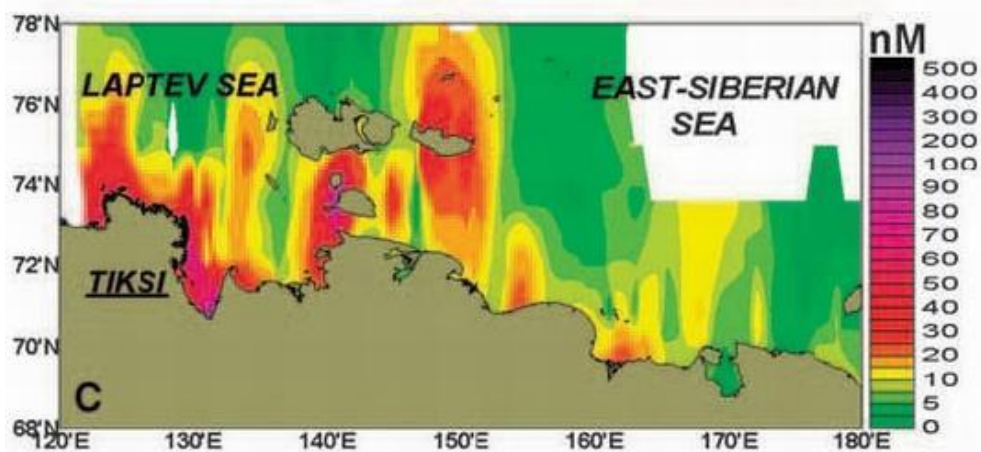 78'N
76'N
74'N
72'N
70'N
68'N
LAPTEV SEA
EAST-SIBERIAN
SEA
TIKSI
C
120'E
130'E
140'E
150'E
160'E
170'E
180'E
nM
500
400
300
200
100
90
80
70
60
50
40
30
20
10
5
0